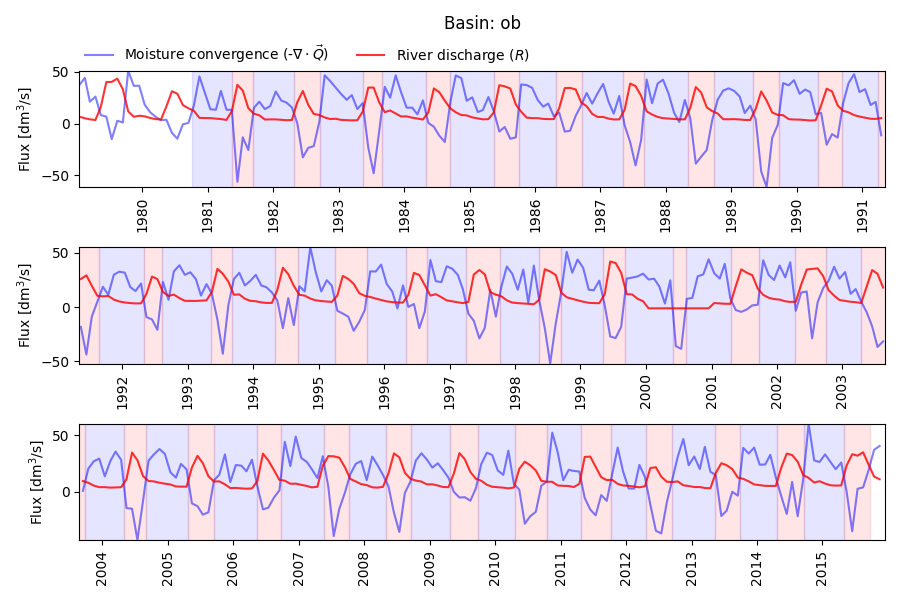 Basin: ob
Moisture convergence (-∇ · Q⃗) River discharge (R)
Flux [dm³/s]
50
0
−50
1980 1981 1982 1983 1984 1985 1986 1987 1988 1989 1990 1991
Flux [dm³/s]
50
0
−50
1992 1993 1994 1995 1996 1997 1998 1999 2000 2001 2002 2003
Flux [dm³/s]
50
0
2004 2005 2006 2007 2008 2009 2010 2011 2012 2013 2014 2015